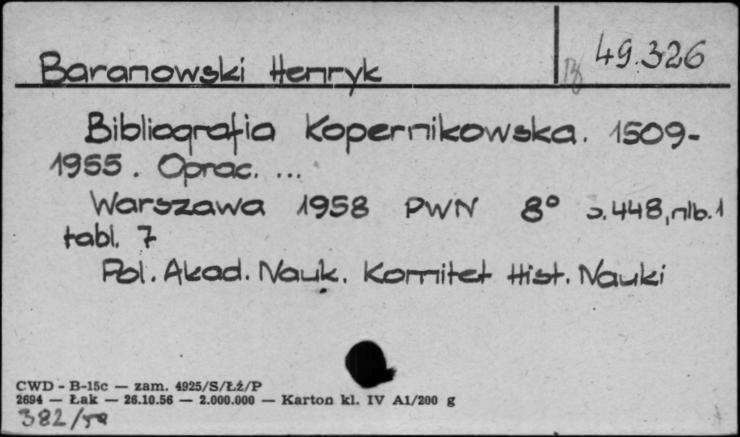 49.326
Baranowski Henryk
Bibliografia Kopernikowska. 1509-
1955. Oprac. ...
Warszawa 1958 PWN 8° s. 448, nlb. 1
tabl. 7
Pol. Akad. Nauk. Komitet Hist. Nauki
CWD - B-15c — zam. 4925/S/Łź/P
2694 — Łak — 26.10.56 — 2.000.000 — Karton kl. IV A1/200 g
382/58